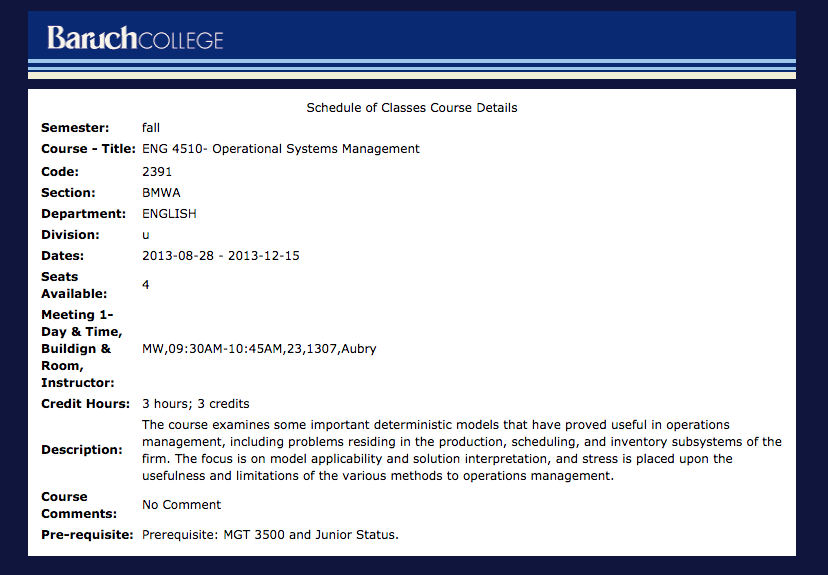 BaruchCOLLEGE
Schedule of Classes Course Details
Semester: fall
Course - Title: ENG 4510- Operational Systems Management
Code: 2391
Section: BMWA
Department: ENGLISH
Division: u
Dates: 2013-08-28 - 2013-12-15
Seats
Available:
4
Meeting 1-
Day & Time,
Buildign &
Room,
Instructor:
MW,09:30AM-10:45AM,23,1307,Aubry
Credit Hours: 3 hours; 3 credits
Description:
The course examines some important deterministic models that have proved useful in operations
management, including problems residing in the production, scheduling, and inventory subsystems of the
firm. The focus is on model applicability and solution interpretation, and stress is placed upon the
usefulness and limitations of the various methods to operations management.
Course
Comments:
No Comment
Pre-requisite: Prerequisite: MGT 3500 and Junior Status.